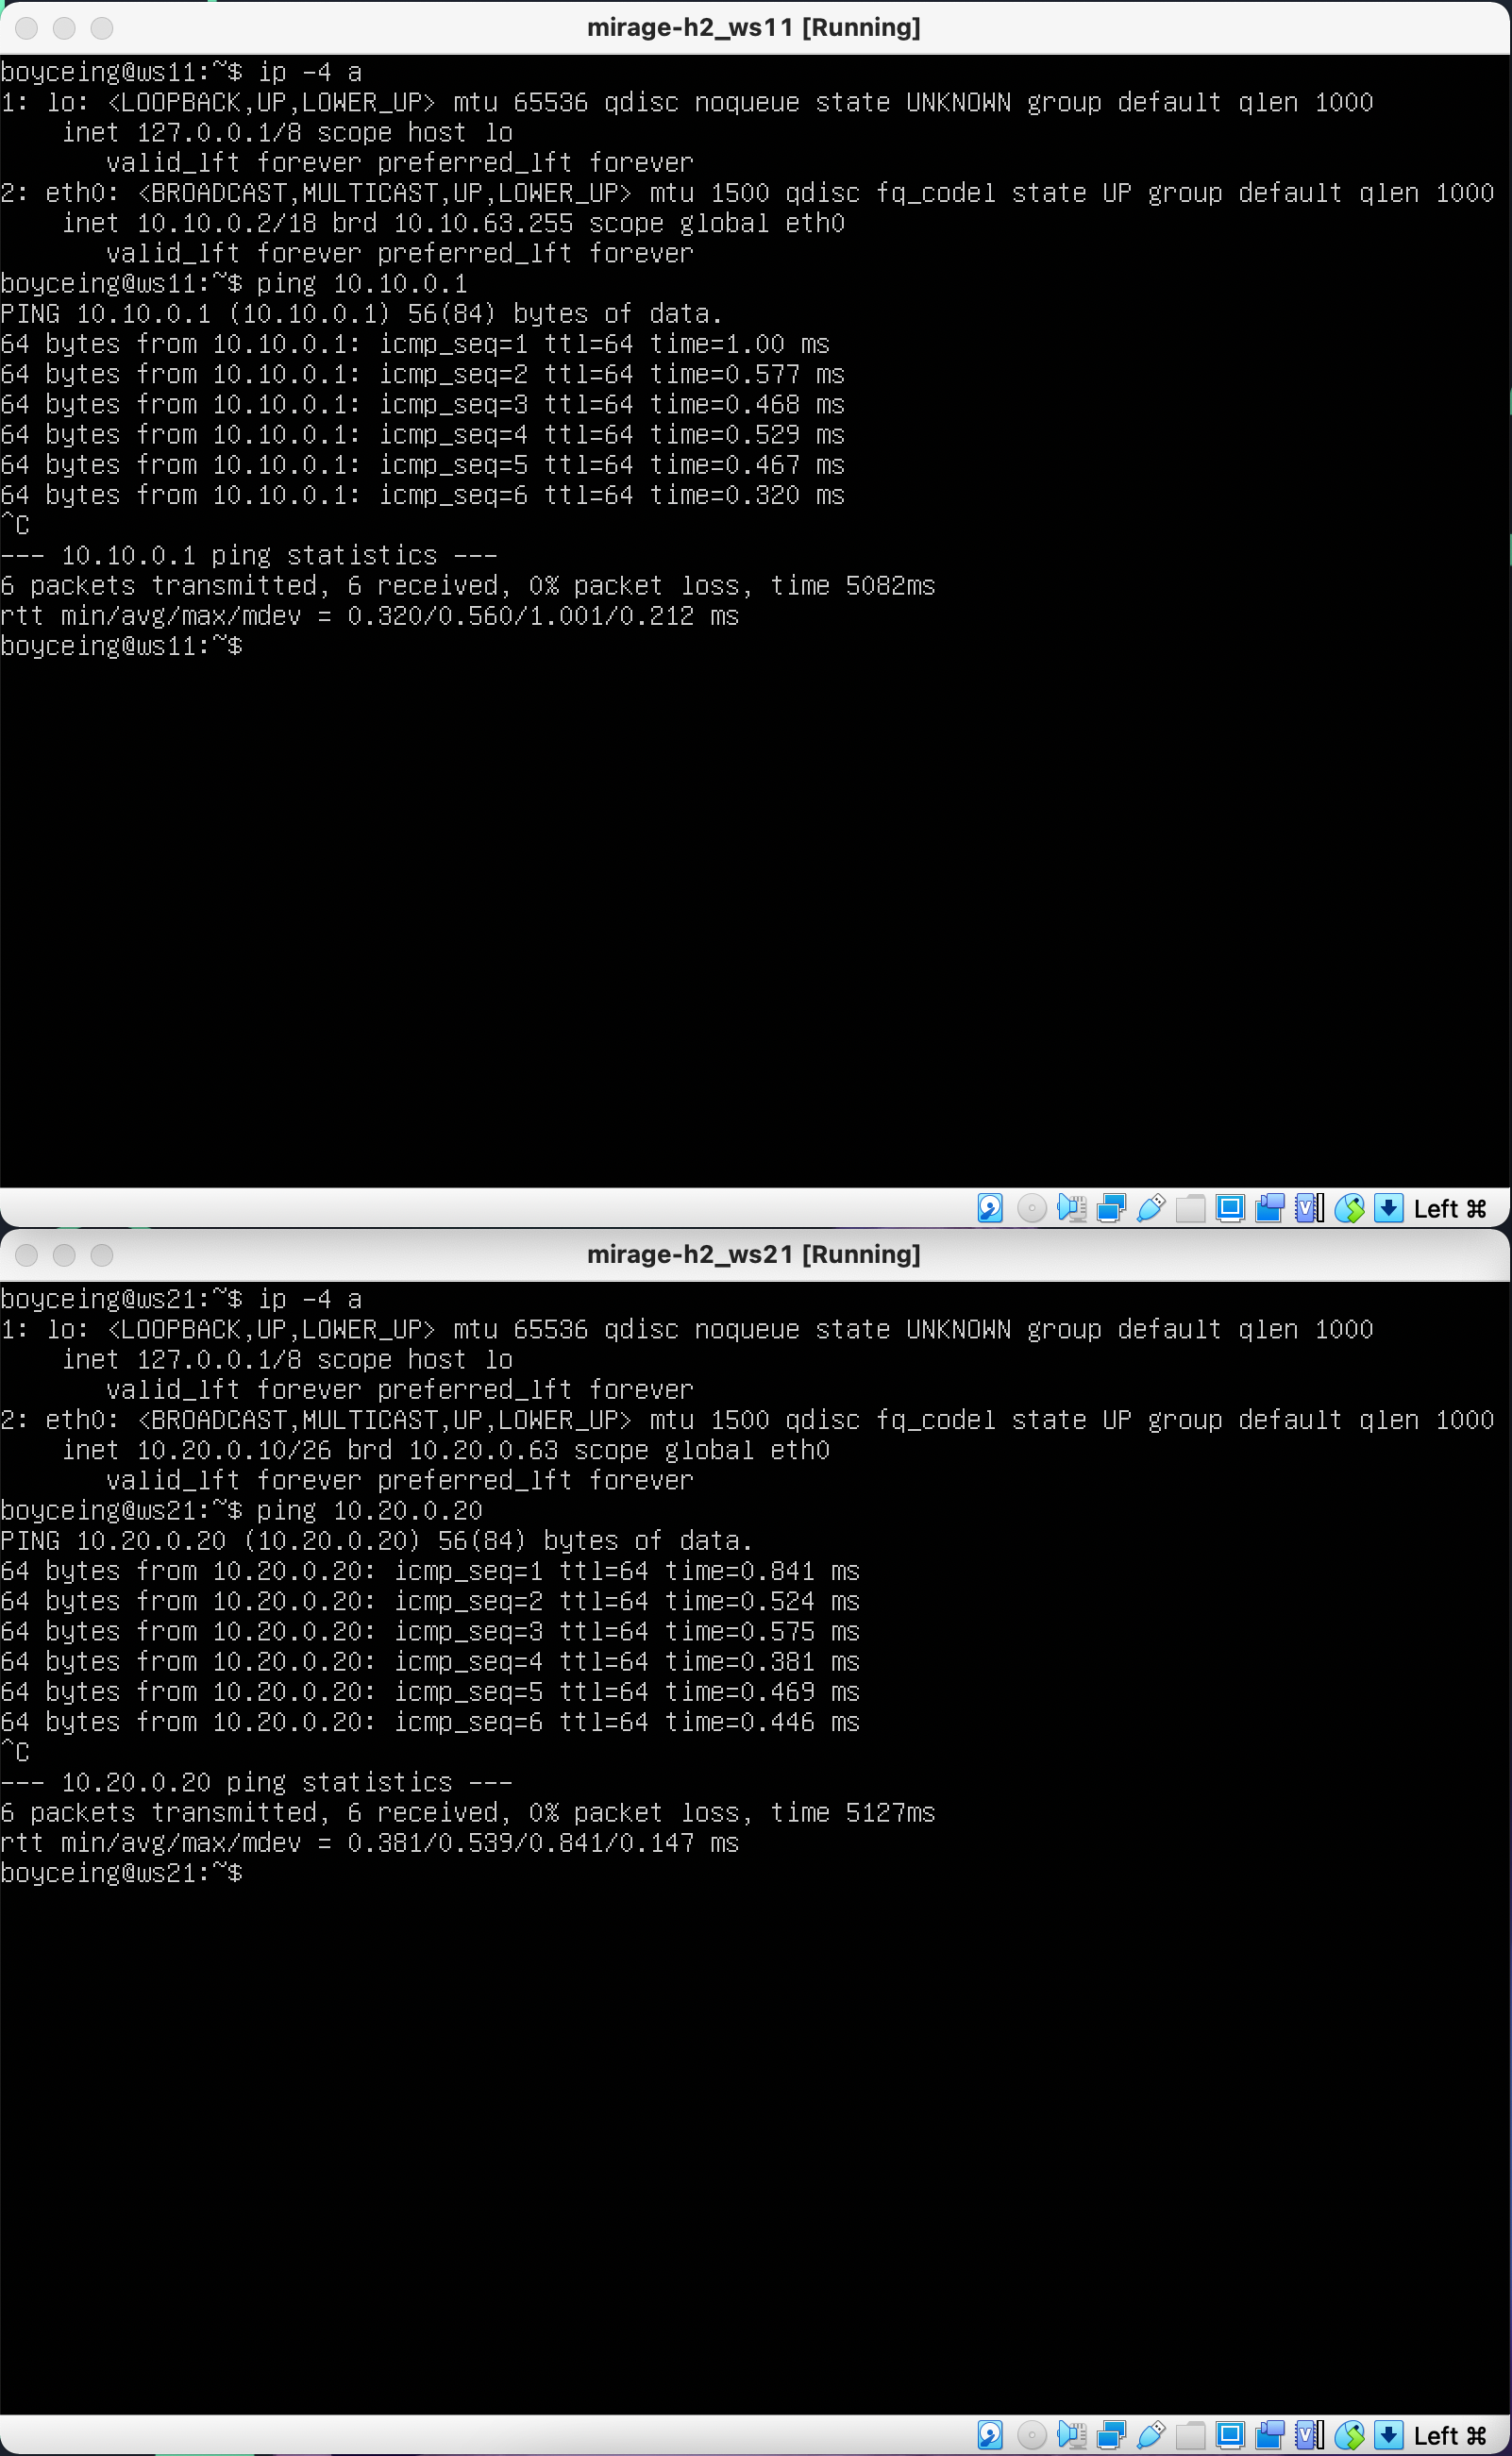 mirage-h2_ws11 [Running]
boyceing@ws11:~$ ip -4 a
1: lo: <LOOPBACK,UP,LOWER_UP> mtu 65536 qdisc noqueue state UNKNOWN group default qlen 1000
    inet 127.0.0.1/8 scope host lo
       valid_lft forever preferred_lft forever
2: eth0: <BROADCAST,MULTICAST,UP,LOWER_UP> mtu 1500 qdisc fq_codel state UP group default qlen 1000
    inet 10.10.0.2/18 brd 10.10.63.255 scope global eth0
       valid_lft forever preferred_lft forever
boyceing@ws11:~$ ping 10.10.0.1
PING 10.10.0.1 (10.10.0.1) 56(84) bytes of data.
64 bytes from 10.10.0.1: icmp_seq=1 ttl=64 time=1.00 ms
64 bytes from 10.10.0.1: icmp_seq=2 ttl=64 time=0.577 ms
64 bytes from 10.10.0.1: icmp_seq=3 ttl=64 time=0.468 ms
64 bytes from 10.10.0.1: icmp_seq=4 ttl=64 time=0.529 ms
64 bytes from 10.10.0.1: icmp_seq=5 ttl=64 time=0.467 ms
64 bytes from 10.10.0.1: icmp_seq=6 ttl=64 time=0.320 ms
^C
--- 10.10.0.1 ping statistics ---
6 packets transmitted, 6 received, 0% packet loss, time 5082ms
rtt min/avg/max/mdev = 0.320/0.560/1.001/0.212 ms
boyceing@ws11:~$
Left ⌘
mirage-h2_ws21 [Running]
boyceing@ws21:~$ ip -4 a
1: lo: <LOOPBACK,UP,LOWER_UP> mtu 65536 qdisc noqueue state UNKNOWN group default qlen 1000
    inet 127.0.0.1/8 scope host lo
       valid_lft forever preferred_lft forever
2: eth0: <BROADCAST,MULTICAST,UP,LOWER_UP> mtu 1500 qdisc fq_codel state UP group default qlen 1000
    inet 10.20.0.10/26 brd 10.20.0.63 scope global eth0
       valid_lft forever preferred_lft forever
boyceing@ws21:~$ ping 10.20.0.20
PING 10.20.0.20 (10.20.0.20) 56(84) bytes of data.
64 bytes from 10.20.0.20: icmp_seq=1 ttl=64 time=0.841 ms
64 bytes from 10.20.0.20: icmp_seq=2 ttl=64 time=0.524 ms
64 bytes from 10.20.0.20: icmp_seq=3 ttl=64 time=0.575 ms
64 bytes from 10.20.0.20: icmp_seq=4 ttl=64 time=0.381 ms
64 bytes from 10.20.0.20: icmp_seq=5 ttl=64 time=0.469 ms
64 bytes from 10.20.0.20: icmp_seq=6 ttl=64 time=0.446 ms
^C
--- 10.20.0.20 ping statistics ---
6 packets transmitted, 6 received, 0% packet loss, time 5127ms
rtt min/avg/max/mdev = 0.381/0.539/0.841/0.147 ms
boyceing@ws21:~$
Left ⌘